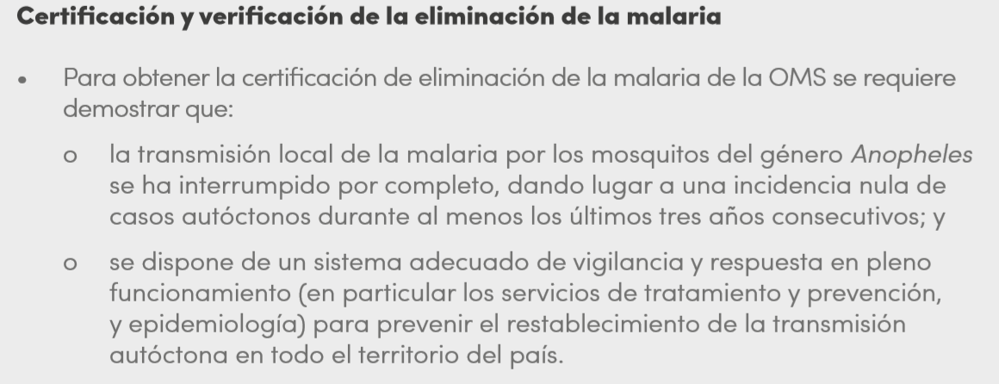 Certificación y verificación de la eliminación de la malaria
• Para obtener la certificación de eliminación de la malaria de la OMS se requiere
demostrar que:
o la transmisión local de la malaria por los mosquitos del género Anopheles
se ha interrumpido por completo, dando lugar a una incidencia nula de
casos autóctonos durante al menos los últimos tres años consecutivos; y
o se dispone de un sistema adecuado de vigilancia y respuesta en pleno
funcionamiento (en particular los servicios de tratamiento y prevención,
y epidemiología) para prevenir el restablecimiento de la transmisión
autóctona en todo el territorio del país.